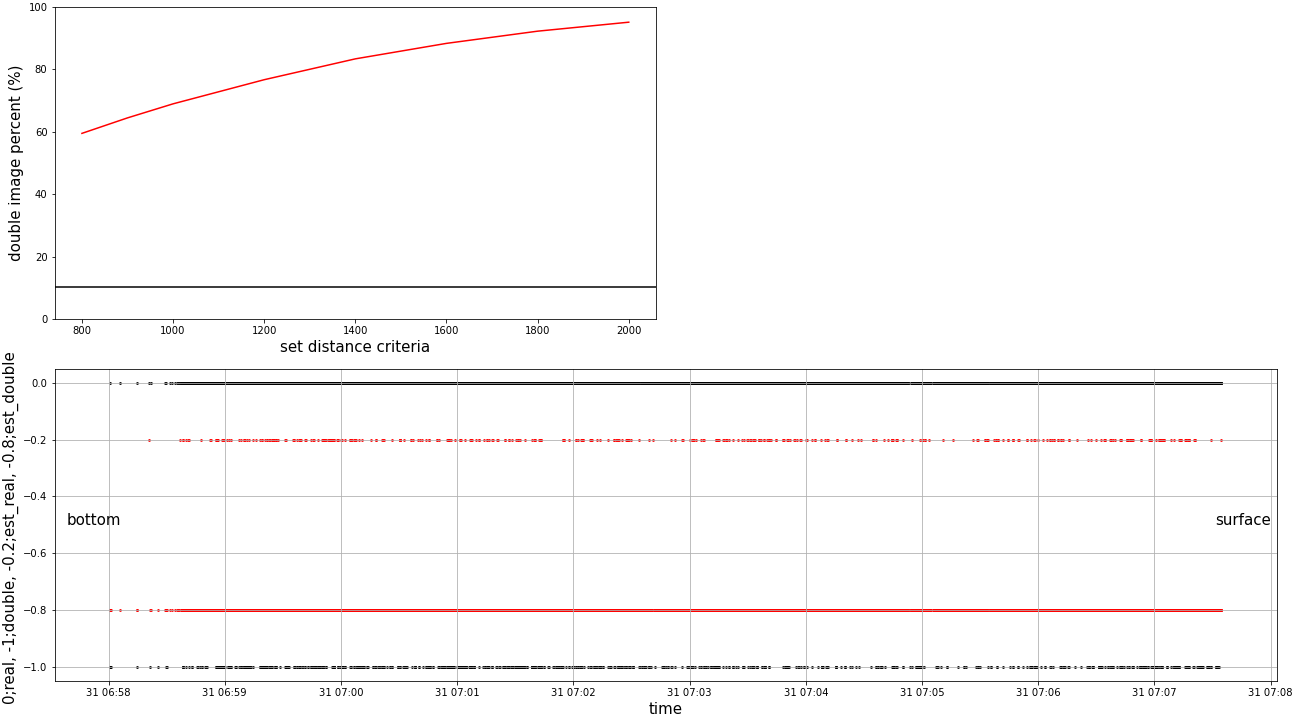 100
80
60
40
20
0
double image percent (%)
800 1000 1200 1400 1600 1800 2000
set distance criteria
0.0
−0.2
−0.4
−0.6
−0.8
−1.0
0;real, -1;double, -0.2;est_real, -0.8;est_double
bottom
surface
31 06:58 31 06:59 31 07:00 31 07:01 31 07:02 31 07:03 31 07:04 31 07:05 31 07:06 31 07:07 31 07:08
time